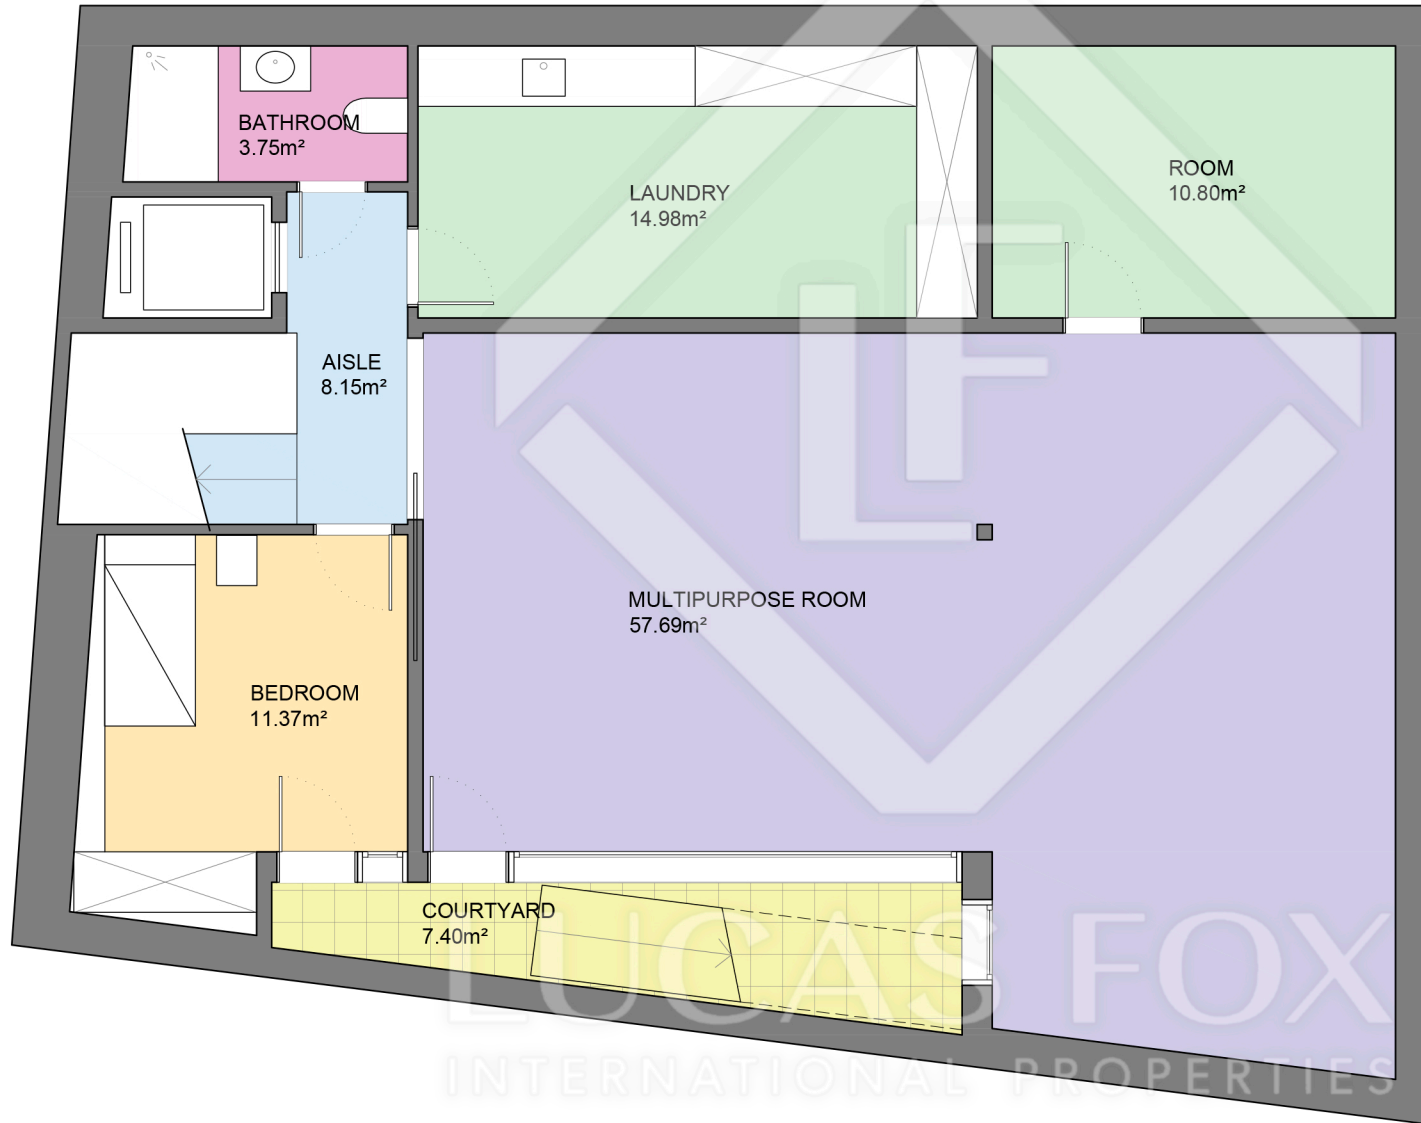 BATHROOM
3.75m²
LAUNDRY
14.98m²
ROOM
10.80m²
AISLE
8.15m²
MULTIPURPOSE ROOM
57.69m²
BEDROOM
11.37m²
COURTYARD
7.40m²
LF
LUCAS FOX
INTERNATIONAL PROPERTIES